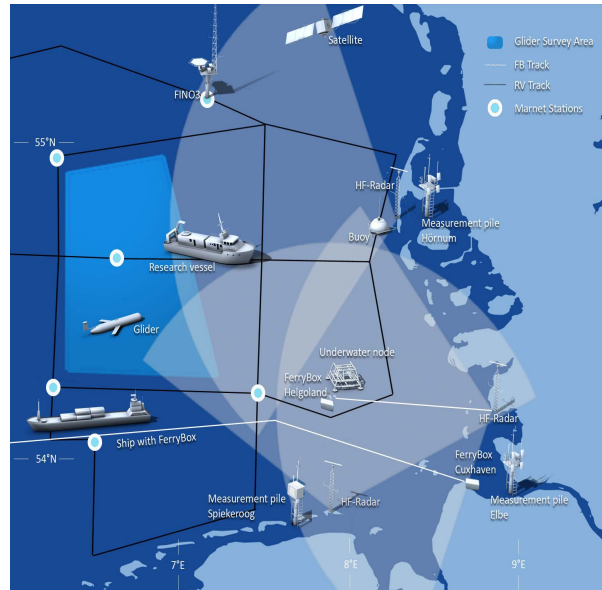 Satellite
Glider Survey Area
FB Track
RV Track
Marnet Stations
FINO3
55°N
HF-Radar
Measurement pile
Hörnum
Buoy
Research vessel
Glider
Underwater node
FerryBox
Helgoland
HF-Radar
Ship with FerryBox
54°N
FerryBox
Cuxhaven
Measurement pile
Spiekeroog
HF-Radar
Measurement pile
Elbe
7°E
8°E
9°E